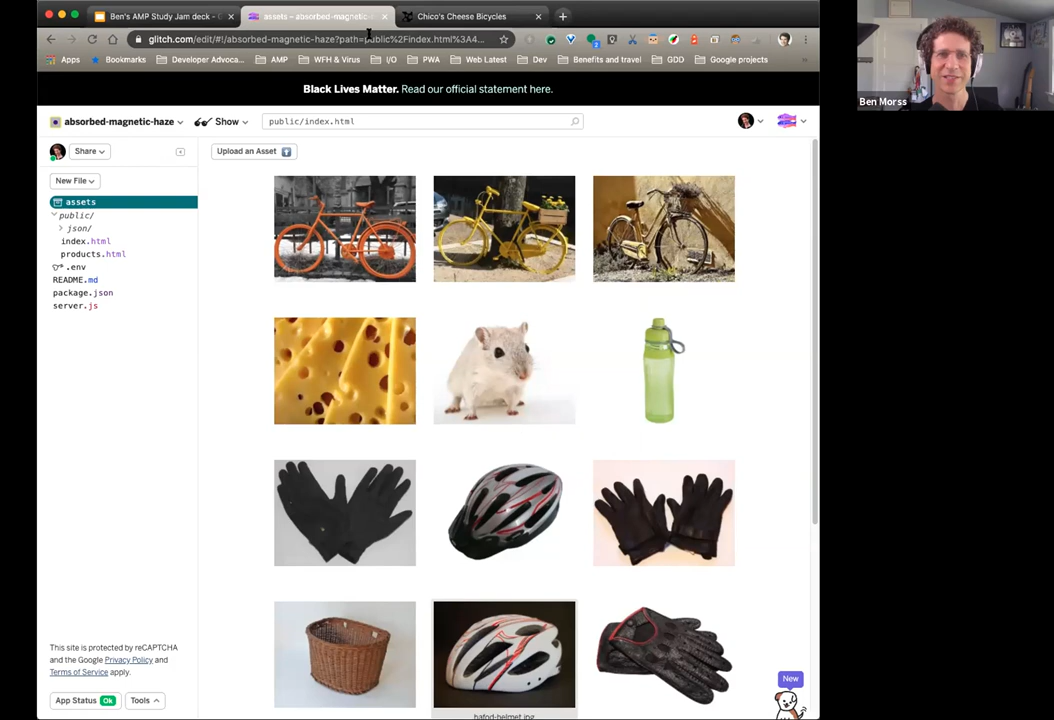 Ben's AMP Study Jam deck - G
assets – absorbed-magnetic-
Chico's Cheese Bicycles
glitch.com/edit/#!/absorbed-magnetic-haze?path=public%2Findex.html%3A4...
Apps
Bookmarks
Developer Advoca...
AMP
WFH & Virus
I/O
PWA
Web Latest
Dev
Benefits and travel
GDD
Google projects
Ben Morss
Black Lives Matter. Read our official statement here.
absorbed-magnetic-haze
Show
public/index.html
Share
Upload an Asset
New File
assets
public/
json/
index.html
products.html
.env
README.md
package.json
server.js
This site is protected by reCAPTCHA
and the Google Privacy Policy and
Terms of Service apply.
App Status Ok
Tools
New
hafod-helmet.jpg